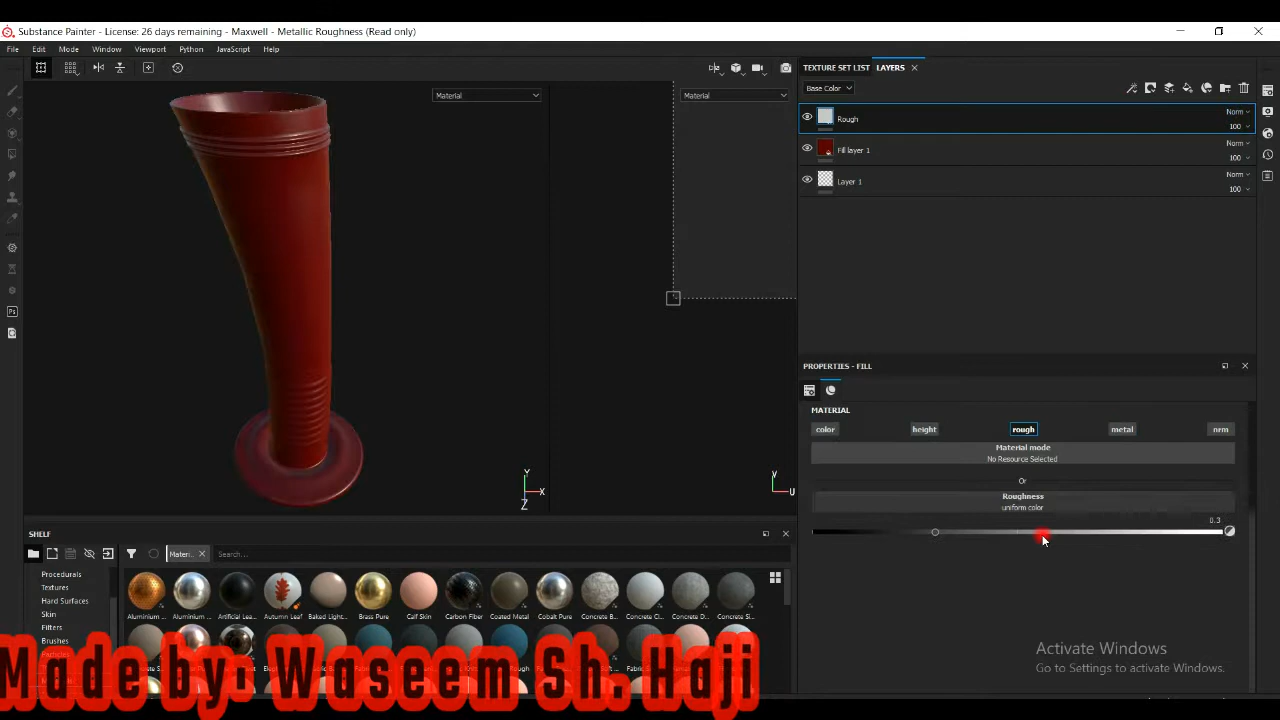 Substance Painter - License: 26 days remaining - Maxwell - Metallic Roughness (Read only)
File Edit Mode Window Viewport Python JavaScript Help
TEXTURE SET LIST LAYERS
Material
Material
Base Color
Rough Norm 100
Fill layer 1 Norm 100
Layer 1 Norm 100
PROPERTIES - FILL
MATERIAL
color height rough metal nrm
Material mode
No Resource Selected
Or
Roughness
uniform color
0.3
Y
X
Z
V
U
SHELF
Materi...
Search...
Procedurals
Textures
Hard Surfaces
Skin
Filters
Brushes
Aluminium ... Aluminium ... Artificial Lea... Autumn Leaf Baked Light... Brass Pure Calf Skin Carbon Fiber Coated Metal Cobalt Pure Concrete B... Concrete Cl... Concrete D... Concrete Si...
Activate Windows
Go to Settings to activate Windows.
Made by: Waseem Sh. Haji